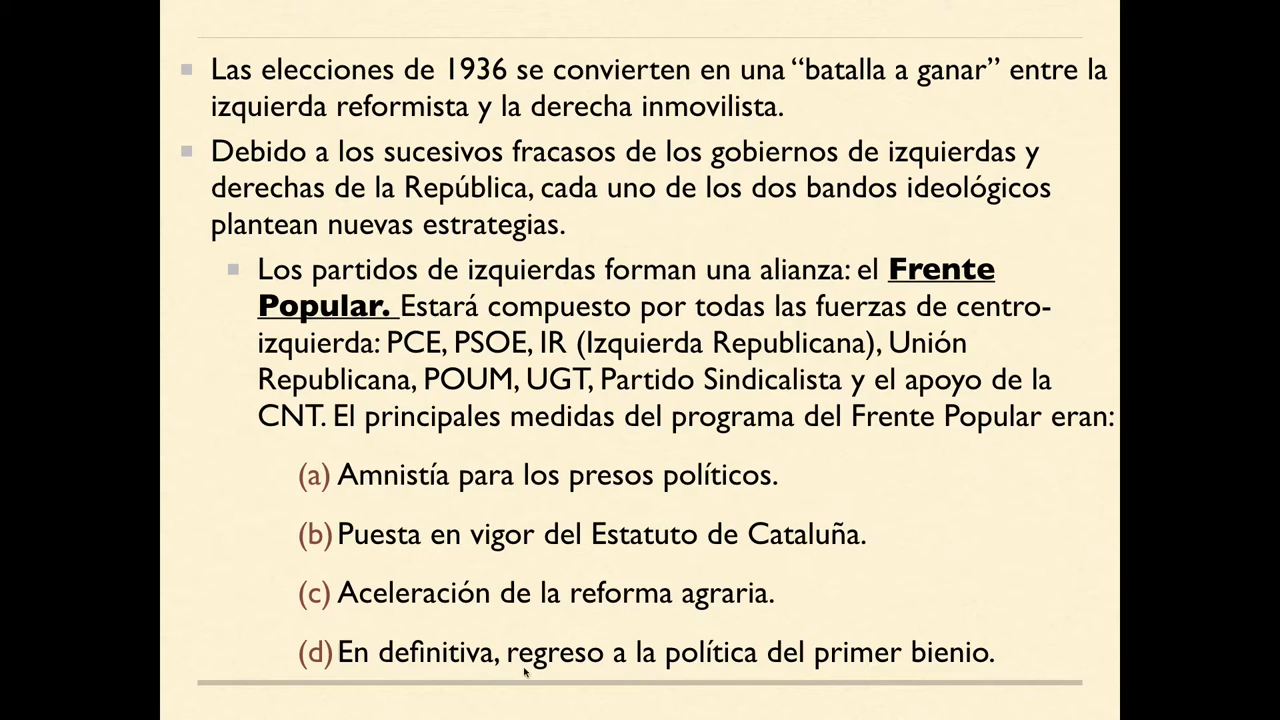 Las elecciones de 1936 se convierten en una “batalla a ganar” entre la
izquierda reformista y la derecha inmovilista.
Debido a los sucesivos fracasos de los gobiernos de izquierdas y
derechas de la República, cada uno de los dos bandos ideológicos
plantean nuevas estrategias.
Los partidos de izquierdas forman una alianza: el Frente
Popular. Estará compuesto por todas las fuerzas de centro-
izquierda: PCE, PSOE, IR (Izquierda Republicana), Unión
Republicana, POUM, UGT, Partido Sindicalista y el apoyo de la
CNT. El principales medidas del programa del Frente Popular eran:
(a) Amnistía para los presos políticos.
(b) Puesta en vigor del Estatuto de Cataluña.
(c) Aceleración de la reforma agraria.
(d) En definitiva, regreso a la política del primer bienio.